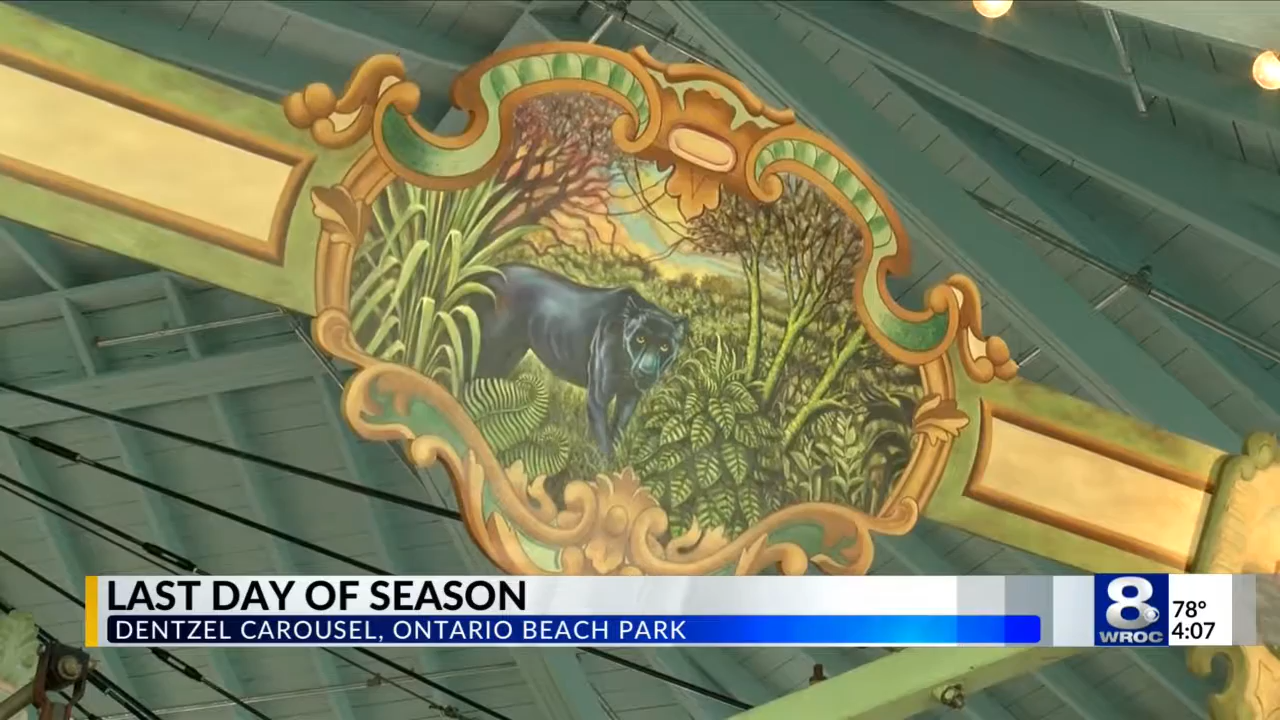 LAST DAY OF SEASON
DENTZEL CAROUSEL, ONTARIO BEACH PARK
8
WROC
78°
4:07